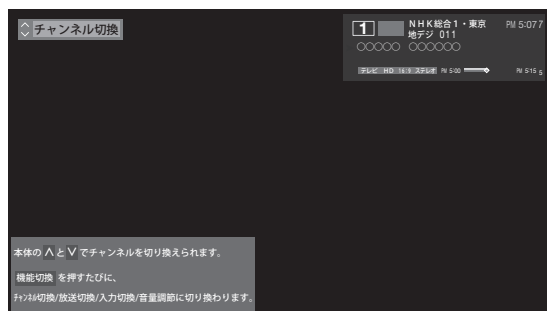 チャンネル切換
1 NHK総合1・東京 PM 5:07 7
地デジ 011
○○○○○ ○○○○○○
テレビ HD 16:9 ステレオ PM 5:00 PM 5:15 5
本体の ∧ と ∨ でチャンネルを切り換えられます。
機能切換 を押すたびに、
ﾁｬﾝﾈﾙ切換/放送切換/入力切換/音量調節に切り換わります。